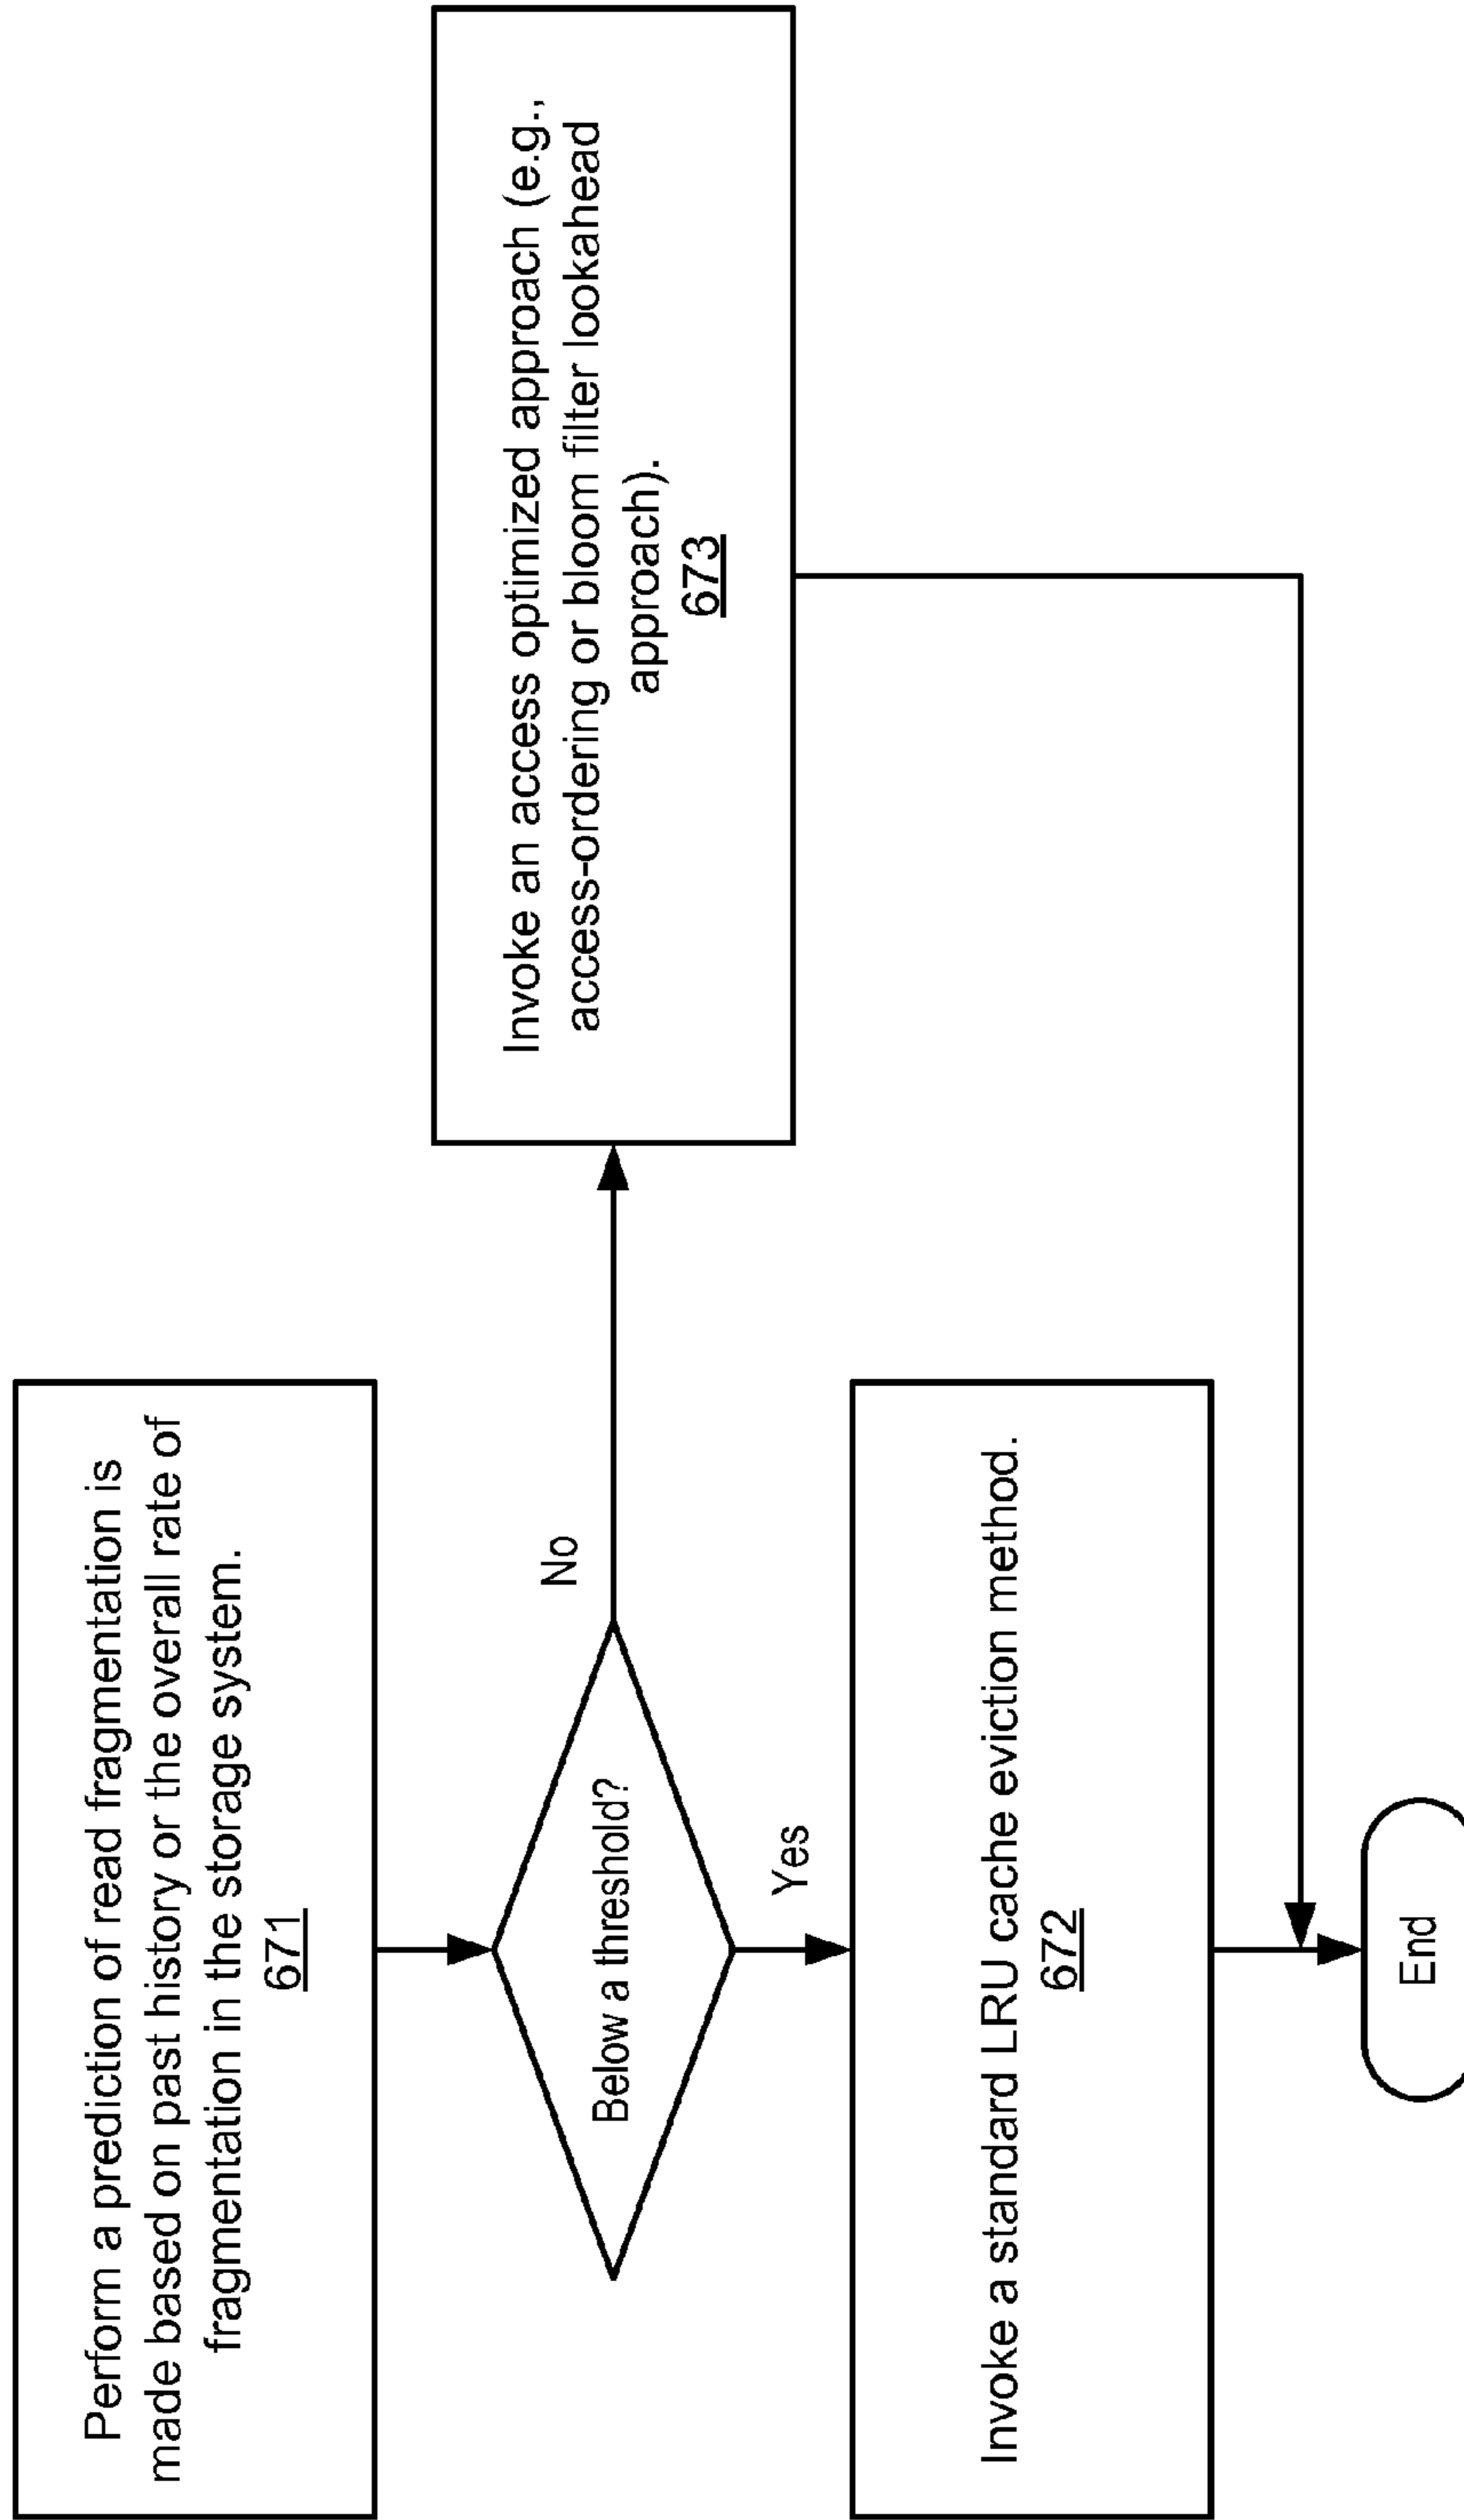 Perform a prediction of read fragmentation is
made based on past history or the overall rate of
fragmentation in the storage system.
671
Below a threshold?
No
Invoke an access optimized approach (e.g.,
access-ordering or bloom filter lookahead
approach).
673
Yes
Invoke a standard LRU cache eviction method.
672
End